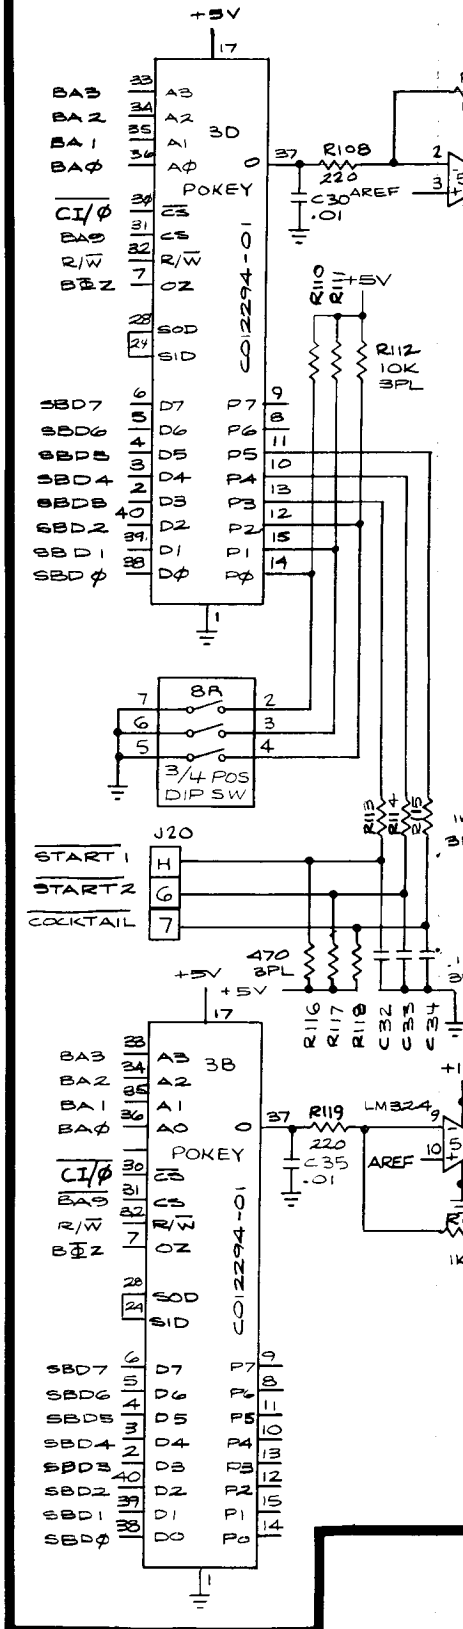 +5V
17
BA3 33 A3
BA2 34 A2
BA1 35 A1
BAØ 36 AØ
3D
POKEY
O 37 R108
220
C30
.01
AREF
2
3
CI/Ø 30 CS
BA9 31 CS
R/W 32 R/W
BΦ2 7 O2
28 SOD
24 SID
CO12294-01
R110
R111
+5V
R112
10K
3PL
SBD7 6 D7 P7 9
SBD6 5 D6 P6 8
SBD5 4 D5 P5 11
SBD4 3 D4 P4 10
SBD3 2 D3 P3 13
SBD2 40 D2 P2 12
SBD1 39 D1 P1 15
SBDØ 38 DØ PØ 14
1
8R
7 2
6 3
5 4
3/4 POS
DIP SW
R113
R114
R115
J20
START 1 H
START 2 6
COCKTAIL 7
470
3PL
+5V
R116
R117
R118
C32
C33
C34
+5V
17
BA3 33 A3
BA2 34 A2
BA1 35 A1
BAØ 36 AO
3B
POKEY
O 37 R119
220
C35
.01
LM324
9
10
AREF
5
CI/Ø 30 CS
BA9 31 CS
R/W 32 R/W
BΦ2 7 O2
28 SOD
24 SID
CO12294-01
SBD7 6 D7 P7 9
SBD6 5 D6 P6 8
SBD5 4 D5 P5 11
SBD4 3 D4 P4 10
SBD3 2 D3 P3 13
SBD2 40 D2 P2 12
SBD1 39 D1 P1 15
SBDØ 38 DO PO 14
1